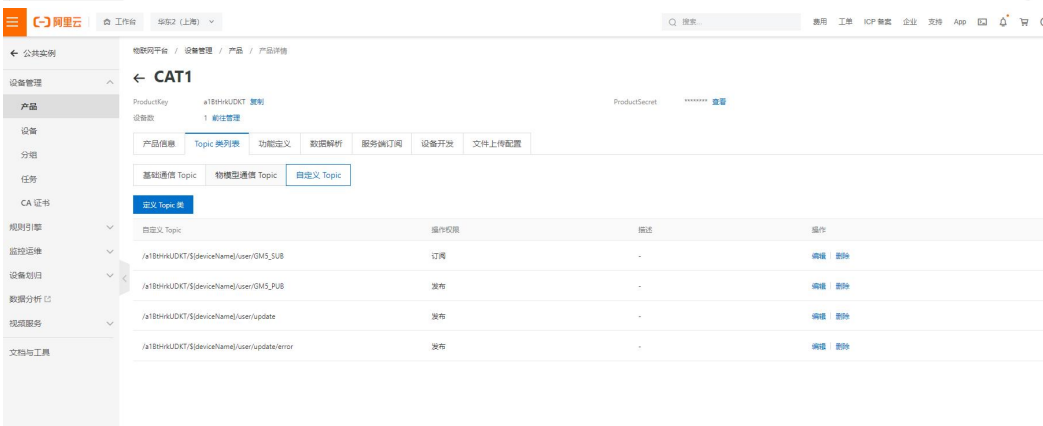 阿里云 工作台 华东2（上海） 搜索... 费用 工单 ICP 备案 企业 支持 App
公共实例
物联网平台 / 设备管理 / 产品 / 产品详情
设备管理
产品
设备
分组
任务
CA 证书
规则引擎
监控运维
设备划归
数据分析
视频服务
文档与工具
← CAT1
ProductKey a1BtHrkUDKT 复制 ProductSecret ******** 查看
设备数 1 前往管理
产品信息 Topic 类列表 功能定义 数据解析 服务端订阅 设备开发 文件上传配置
基础通信 Topic 物模型通信 Topic 自定义 Topic
定义 Topic 类
自定义 Topic 操作权限 描述 操作
/a1BtHrkUDKT/${deviceName}/user/GM5_SUB 订阅 - 编辑 删除
/a1BtHrkUDKT/${deviceName}/user/GM5_PUB 发布 - 编辑 删除
/a1BtHrkUDKT/${deviceName}/user/update 发布 - 编辑 删除
/a1BtHrkUDKT/${deviceName}/user/update/error 发布 - 编辑 删除